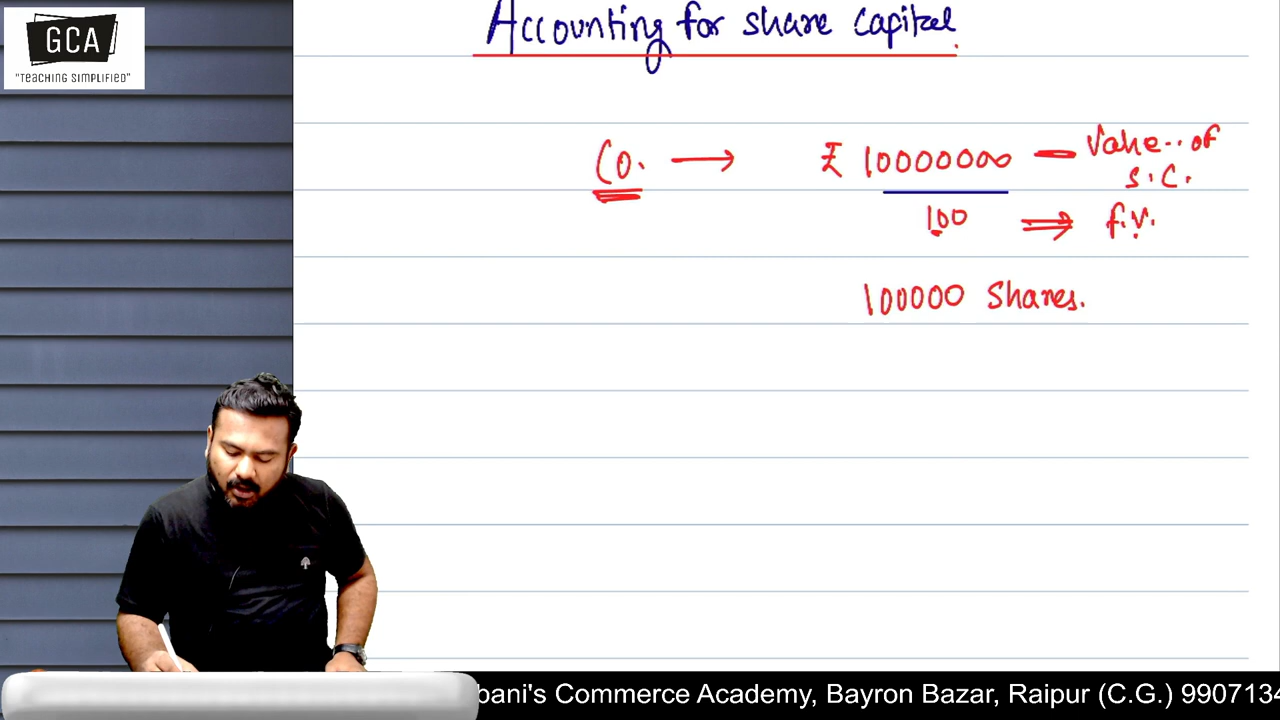 GCA
"TEACHING SIMPLIFIED"
Accounting for share capital
Co. → ₹ 10000000 — Value.. of S.C.
100 ⇒ f.V.
100000 Shares.
bani's Commerce Academy, Bayron Bazar, Raipur (C.G.) 9907134